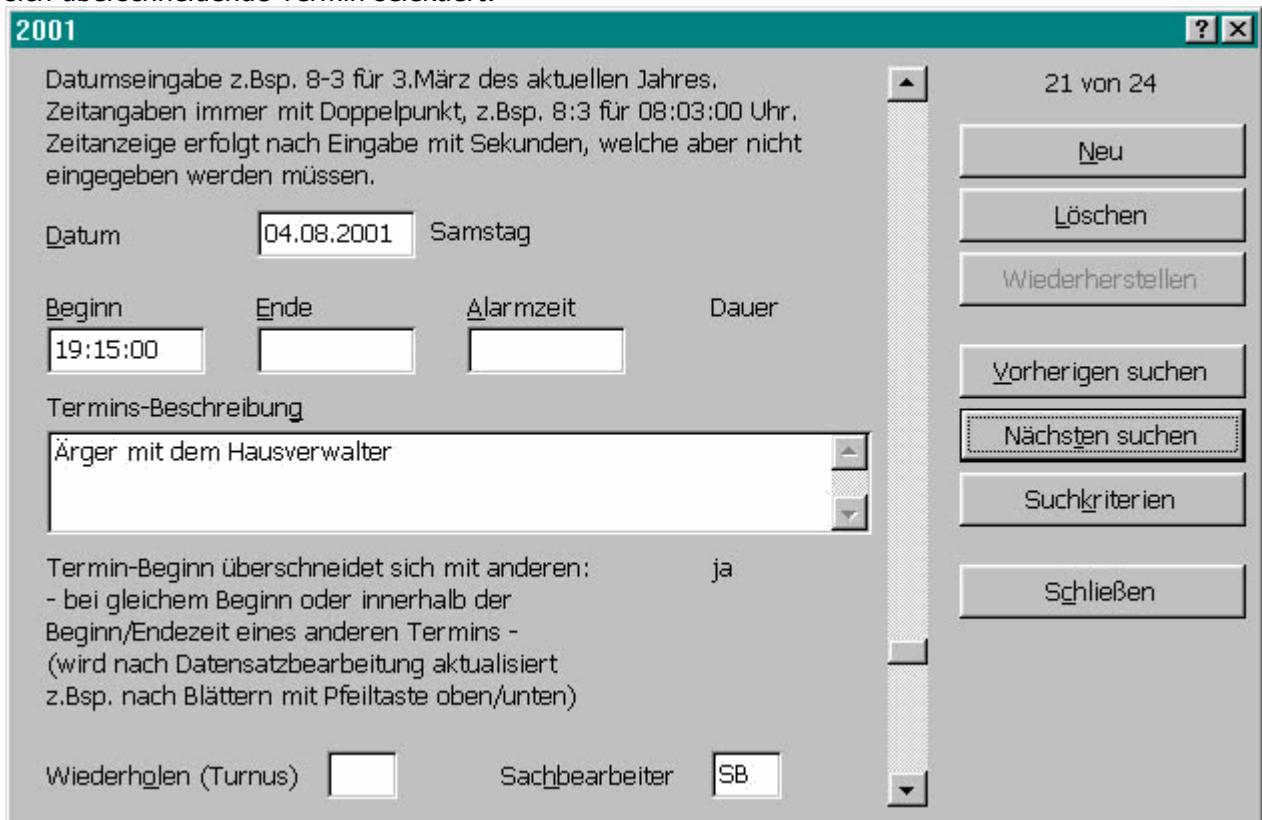 sich überschneidende Termin selektiert.
2001
Datumseingabe z.Bsp. 8-3 für 3.März des aktuellen Jahres.
Zeitangaben immer mit Doppelpunkt, z.Bsp. 8:3 für 08:03:00 Uhr.
Zeitanzeige erfolgt nach Eingabe mit Sekunden, welche aber nicht
eingegeben werden müssen.
21 von 24
Neu
Löschen
Wiederherstellen
Vorherigen suchen
Nächsten suchen
Suchkriterien
Schließen
Datum 04.08.2001 Samstag
Beginn Ende Alarmzeit Dauer
19:15:00
Termins-Beschreibung
Ärger mit dem Hausverwalter
Termin-Beginn überschneidet sich mit anderen: ja
- bei gleichem Beginn oder innerhalb der
Beginn/Endezeit eines anderen Termins -
(wird nach Datensatzbearbeitung aktualisiert
z.Bsp. nach Blättern mit Pfeiltaste oben/unten)
Wiederholen (Turnus) Sachbearbeiter SB